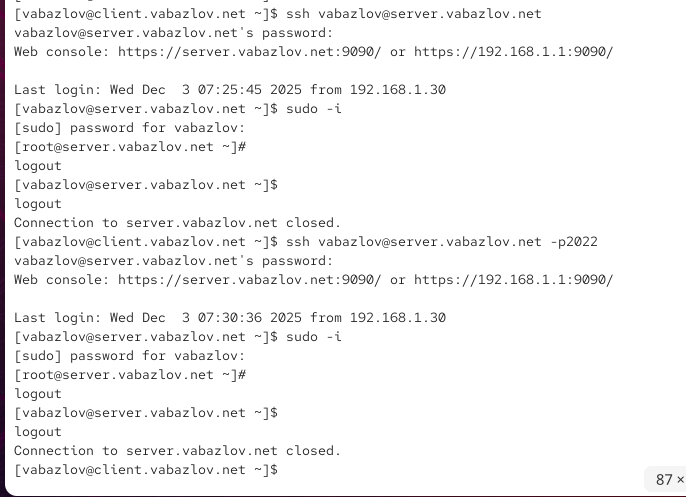 [vabazlov@client.vabazlov.net ~]$ ssh vabazlov@server.vabazlov.net
vabazlov@server.vabazlov.net's password:
Web console: https://server.vabazlov.net:9090/ or https://192.168.1.1:9090/
Last login: Wed Dec  3 07:25:45 2025 from 192.168.1.30
[vabazlov@server.vabazlov.net ~]$ sudo -i
[sudo] password for vabazlov:
[root@server.vabazlov.net ~]#
logout
[vabazlov@server.vabazlov.net ~]$
logout
Connection to server.vabazlov.net closed.
[vabazlov@client.vabazlov.net ~]$ ssh vabazlov@server.vabazlov.net -p2022
vabazlov@server.vabazlov.net's password:
Web console: https://server.vabazlov.net:9090/ or https://192.168.1.1:9090/
Last login: Wed Dec  3 07:30:36 2025 from 192.168.1.30
[vabazlov@server.vabazlov.net ~]$ sudo -i
[sudo] password for vabazlov:
[root@server.vabazlov.net ~]#
logout
[vabazlov@server.vabazlov.net ~]$
logout
Connection to server.vabazlov.net closed.
[vabazlov@client.vabazlov.net ~]$
87 ×